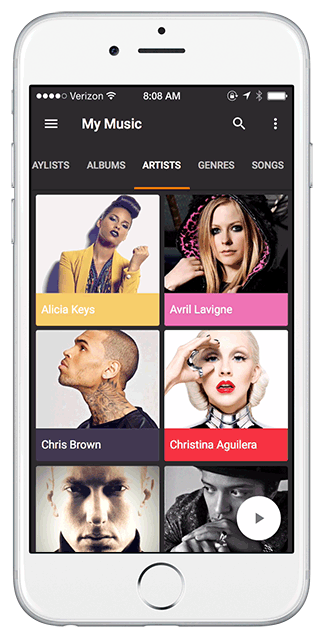 Verizon 8:08 AM
My Music
AYLISTS ALBUMS ARTISTS GENRES SONGS
Alicia Keys Avril Lavigne
Chris Brown Christina Aguilera